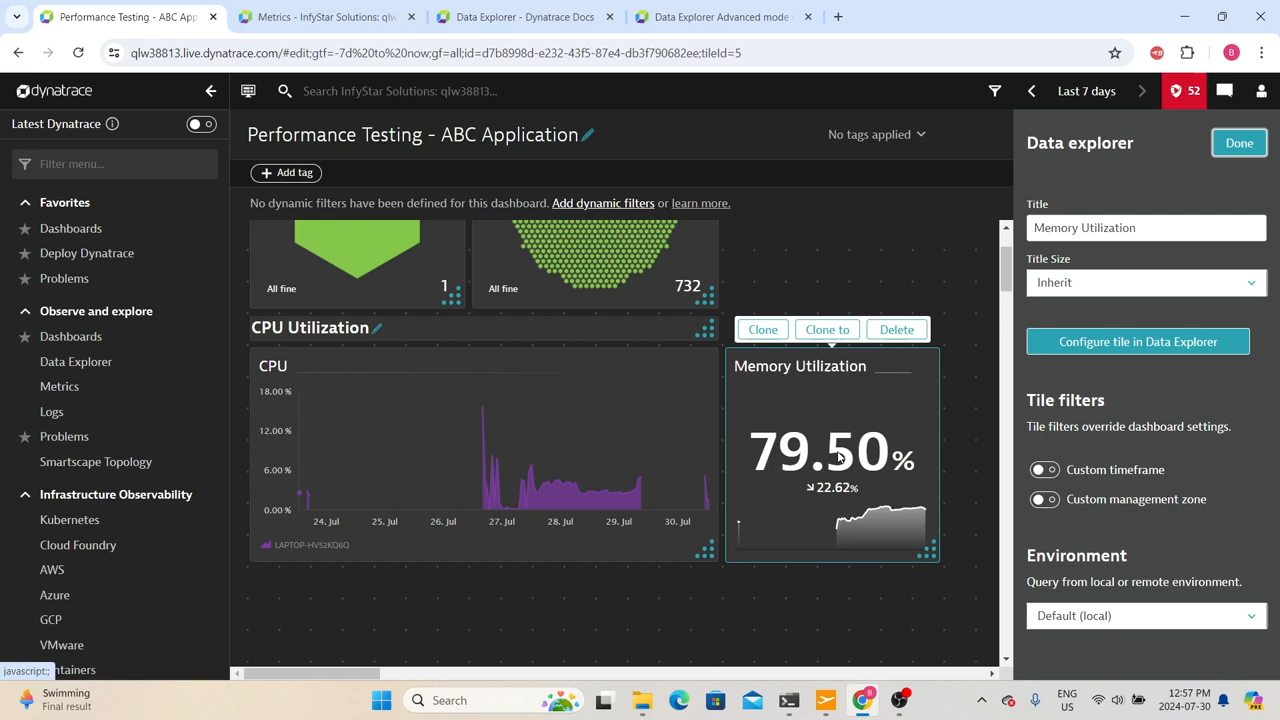 Performance Testing - ABC App
Metrics - InfyStar Solutions: qlw
Data Explorer - Dynatrace Docs
Data Explorer Advanced mode
qlw38813.live.dynatrace.com/#edit;gtf=-7d%20to%20now;gf=all;id=d7b8998d-e232-43f5-87e4-db3f790682ee;tileId=5
B
dynatrace
Search InfyStar Solutions: qlw38813...
Last 7 days
52
Latest Dynatrace
Filter menu...
Favorites
Dashboards
Deploy Dynatrace
Problems
Observe and explore
Dashboards
Data Explorer
Metrics
Logs
Problems
Smartscape Topology
Infrastructure Observability
Kubernetes
Cloud Foundry
AWS
Azure
GCP
VMware
ntainers
javascript:;
Performance Testing - ABC Application
No tags applied
Add tag
No dynamic filters have been defined for this dashboard. Add dynamic filters or learn more.
All fine
1
All fine
732
CPU Utilization
Clone
Clone to
Delete
CPU
18.00 %
12.00 %
6.00 %
0.00 %
24. Jul
25. Jul
26. Jul
27. Jul
28. Jul
29. Jul
30. Jul
LAPTOP-HV52KQ6Q
Memory Utilization
79.50%
22.62%
Data explorer
Done
Title
Memory Utilization
Title Size
Inherit
Configure tile in Data Explorer
Tile filters
Tile filters override dashboard settings.
Custom timeframe
Custom management zone
Environment
Query from local or remote environment.
Default (local)
Swimming
Final result
Search
ENG
US
12:57 PM
2024-07-30
PRE